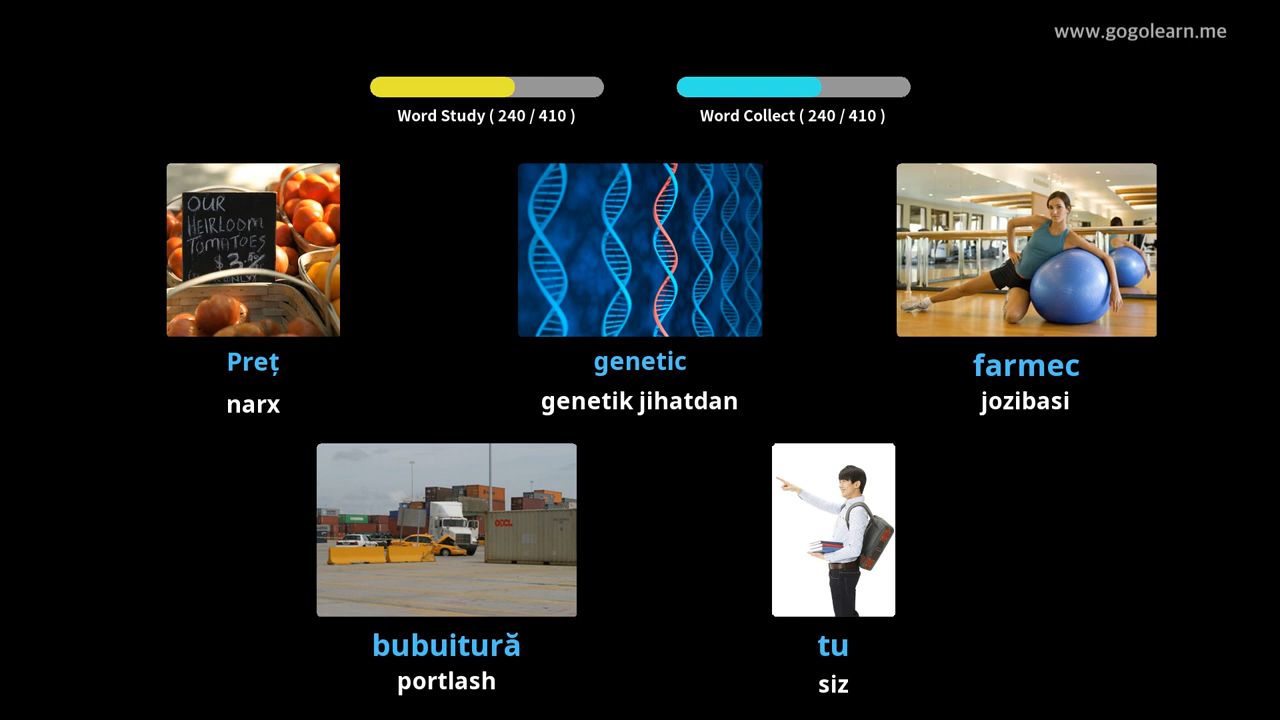 www.gogolearn.me
Word Study ( 240 / 410 )
Word Collect ( 240 / 410 )
OUR
HEIRLOOM
TOMATOES
Preț
narx
genetic
genetik jihatdan
farmec
jozibasi
bubuitură
portlash
tu
siz